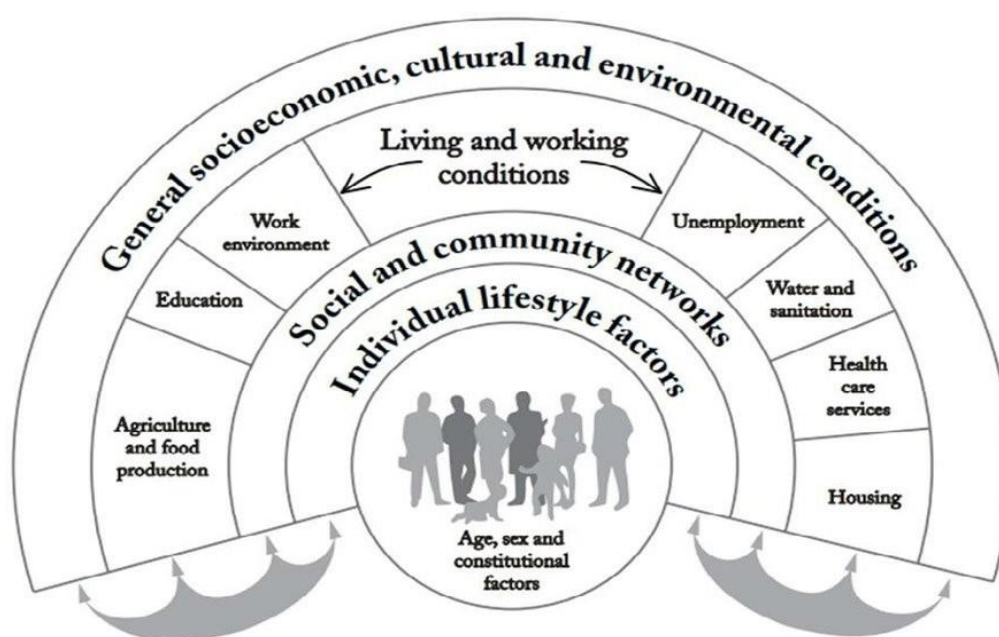 General socioeconomic, cultural and environmental conditions
Living and working
conditions
Work
environment
Unemployment
Education
Water and
sanitation
Agriculture
and food
production
Health
care
services
Housing
Social and community networks
Individual lifestyle factors
Age, sex and
constitutional
factors